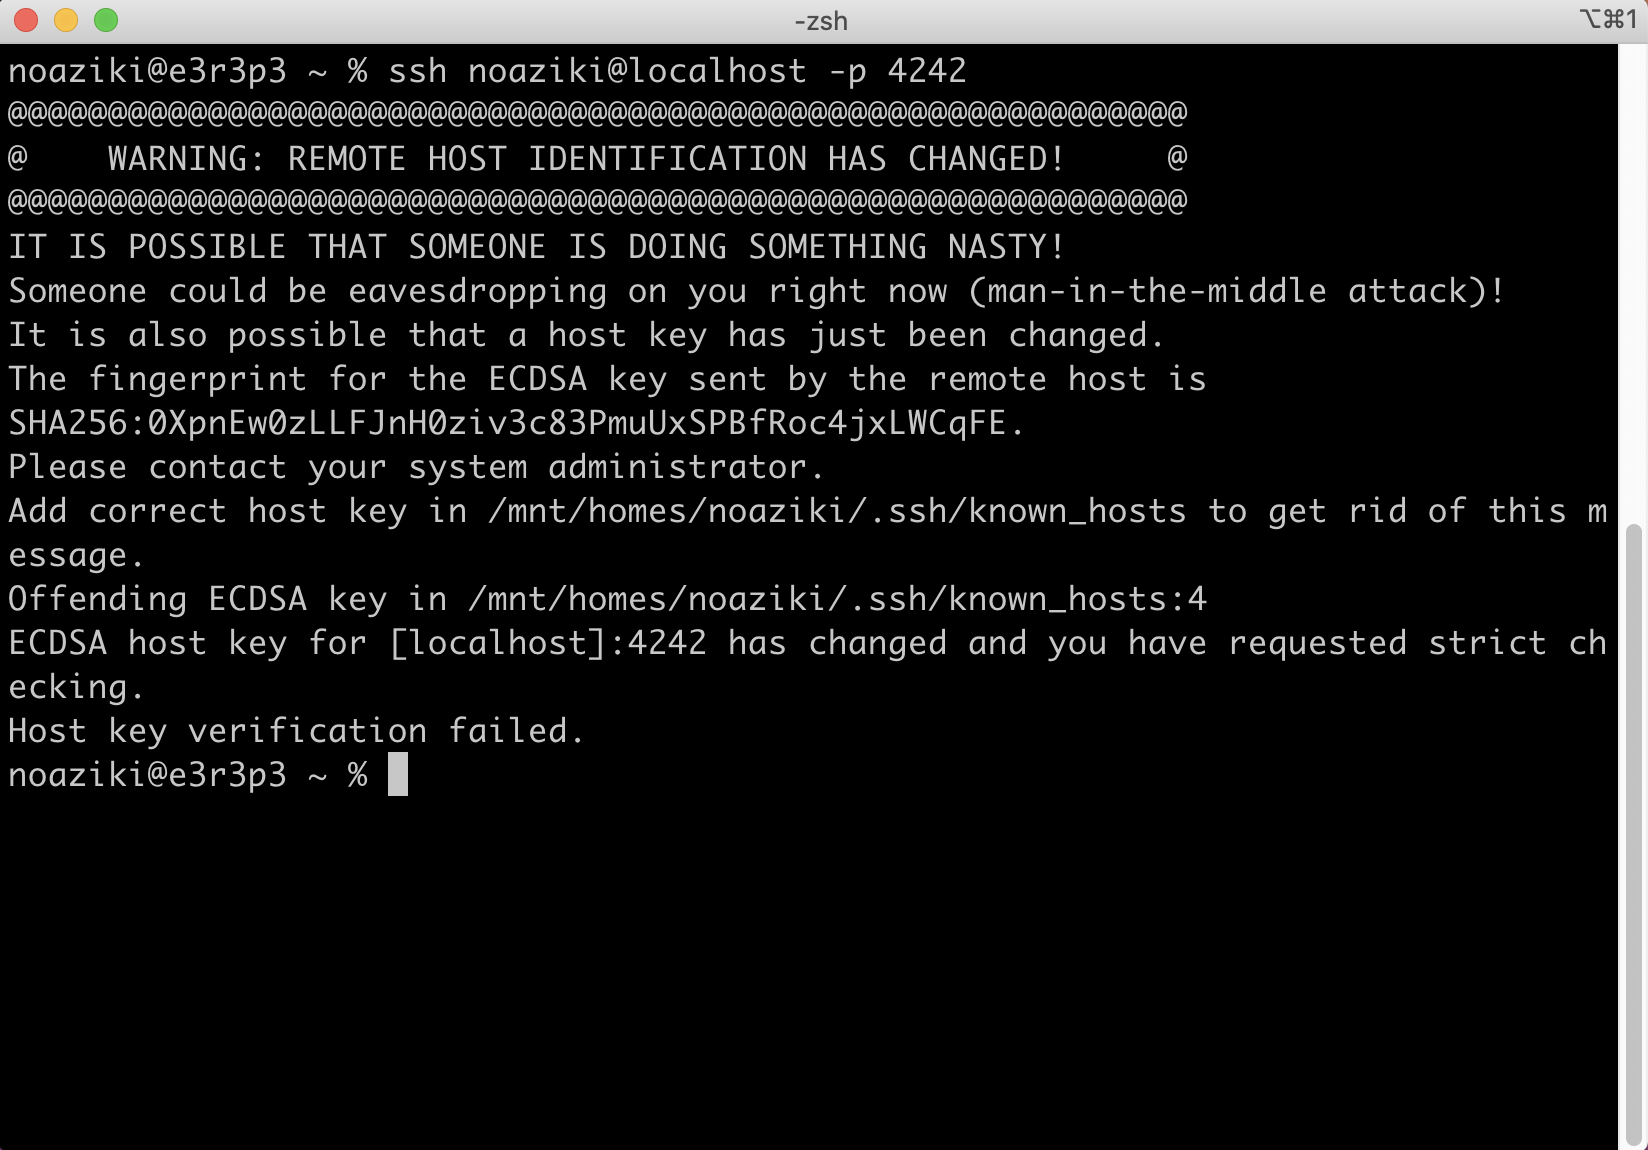 -zsh
⌥⌘1
noaziki@e3r3p3 ~ % ssh noaziki@localhost -p 4242
@@@@@@@@@@@@@@@@@@@@@@@@@@@@@@@@@@@@@@@@@@@@@@@@@@@@@@@@@@@
@    WARNING: REMOTE HOST IDENTIFICATION HAS CHANGED!     @
@@@@@@@@@@@@@@@@@@@@@@@@@@@@@@@@@@@@@@@@@@@@@@@@@@@@@@@@@@@
IT IS POSSIBLE THAT SOMEONE IS DOING SOMETHING NASTY!
Someone could be eavesdropping on you right now (man-in-the-middle attack)!
It is also possible that a host key has just been changed.
The fingerprint for the ECDSA key sent by the remote host is
SHA256:0XpnEw0zLLFJnH0ziv3c83PmuUxSPBfRoc4jxLWCqFE.
Please contact your system administrator.
Add correct host key in /mnt/homes/noaziki/.ssh/known_hosts to get rid of this m
essage.
Offending ECDSA key in /mnt/homes/noaziki/.ssh/known_hosts:4
ECDSA host key for [localhost]:4242 has changed and you have requested strict ch
ecking.
Host key verification failed.
noaziki@e3r3p3 ~ %